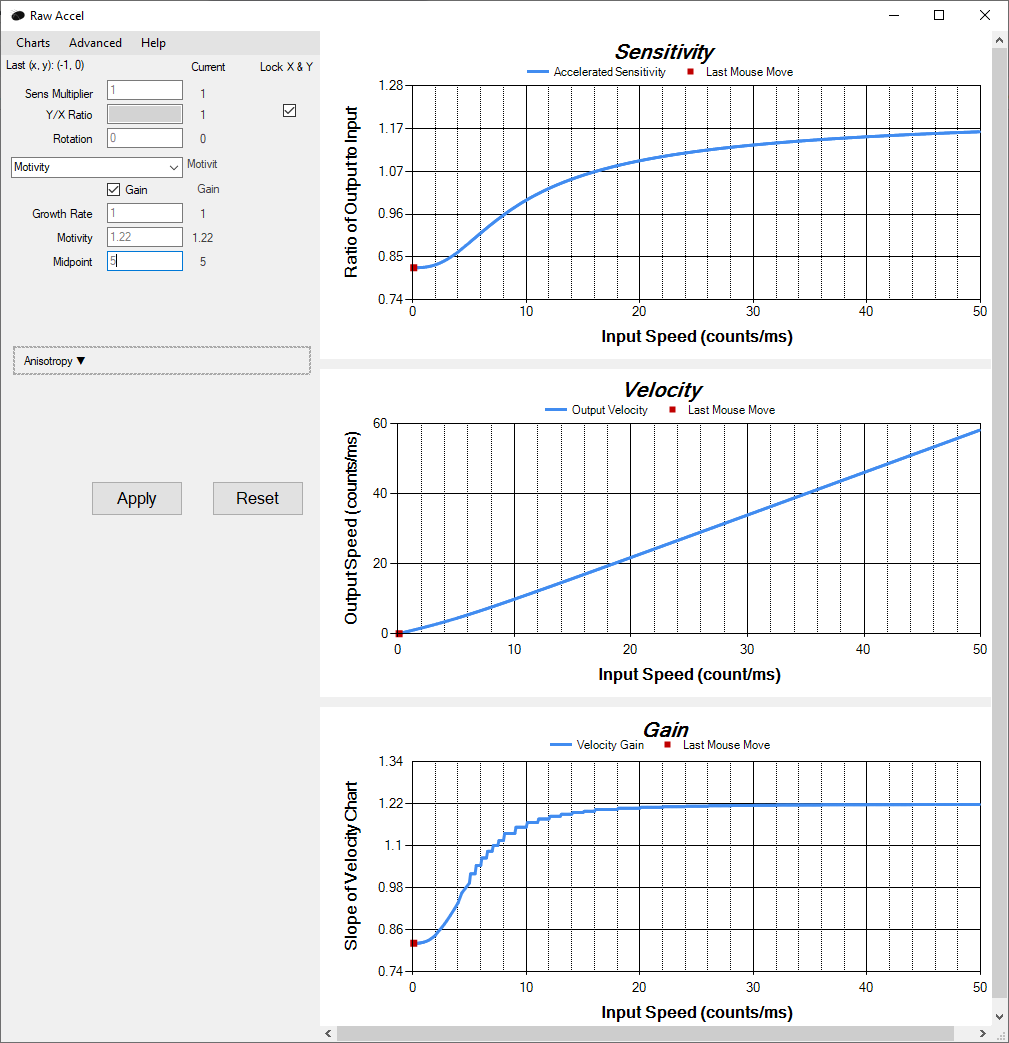 Raw Accel
Charts Advanced Help
Last (x, y): (-1, 0)
Current
Lock X & Y
Sens Multiplier 1 1
Y/X Ratio 1
Rotation 0 0
Motivity Motivit
Gain Gain
Growth Rate 1 1
Motivity 1.22 1.22
Midpoint 5 5
Anisotropy ▼
Apply Reset
Sensitivity
Accelerated Sensitivity Last Mouse Move
Ratio of Output to Input
1.28
1.17
1.07
0.96
0.85
0.74
0 10 20 30 40 50
Input Speed (counts/ms)
Velocity
Output Velocity Last Mouse Move
Output Speed (counts/ms)
60
40
20
0
0 10 20 30 40 50
Input Speed (count/ms)
Gain
Velocity Gain Last Mouse Move
Slope of Velocity Chart
1.34
1.22
1.1
0.98
0.86
0.74
0 10 20 30 40 50
Input Speed (counts/ms)